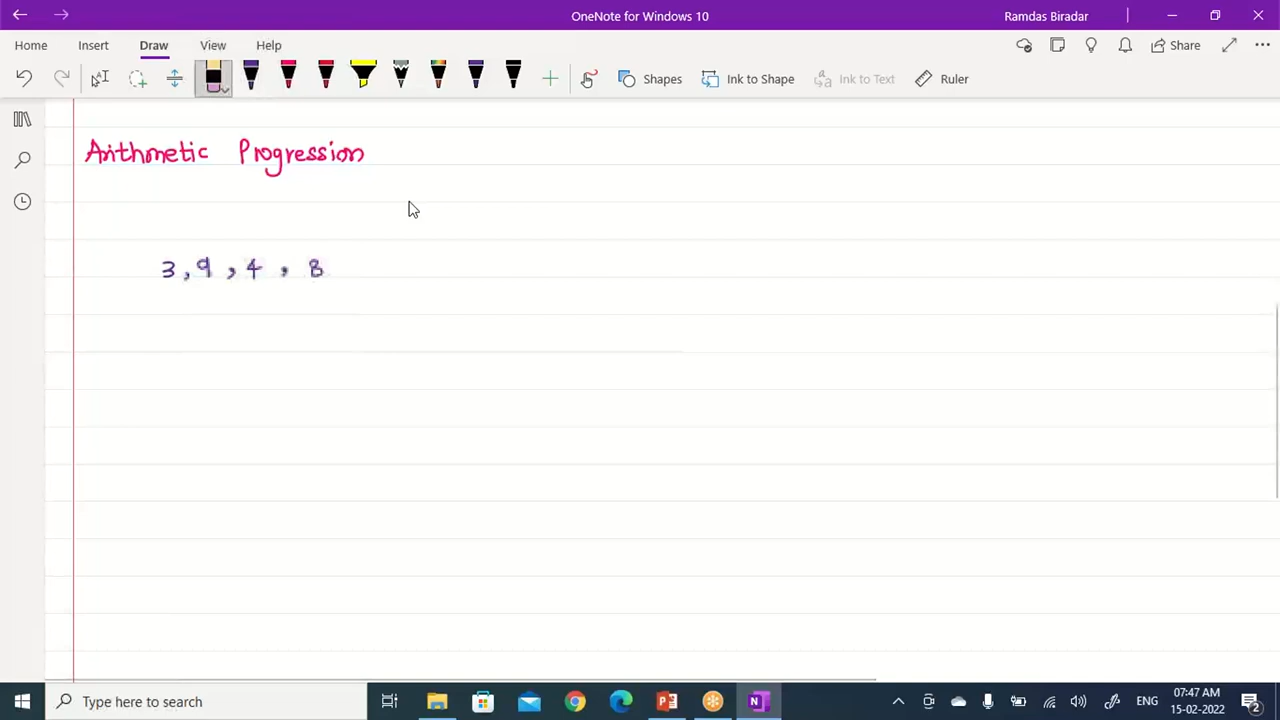 OneNote for Windows 10
Ramdas Biradar
Home Insert Draw View Help
Share
Shapes
Ink to Shape
Ink to Text
Ruler
Arithmetic Progression
3, 9, 4, 8
Type here to search
ENG
07:47 AM
15-02-2022
2